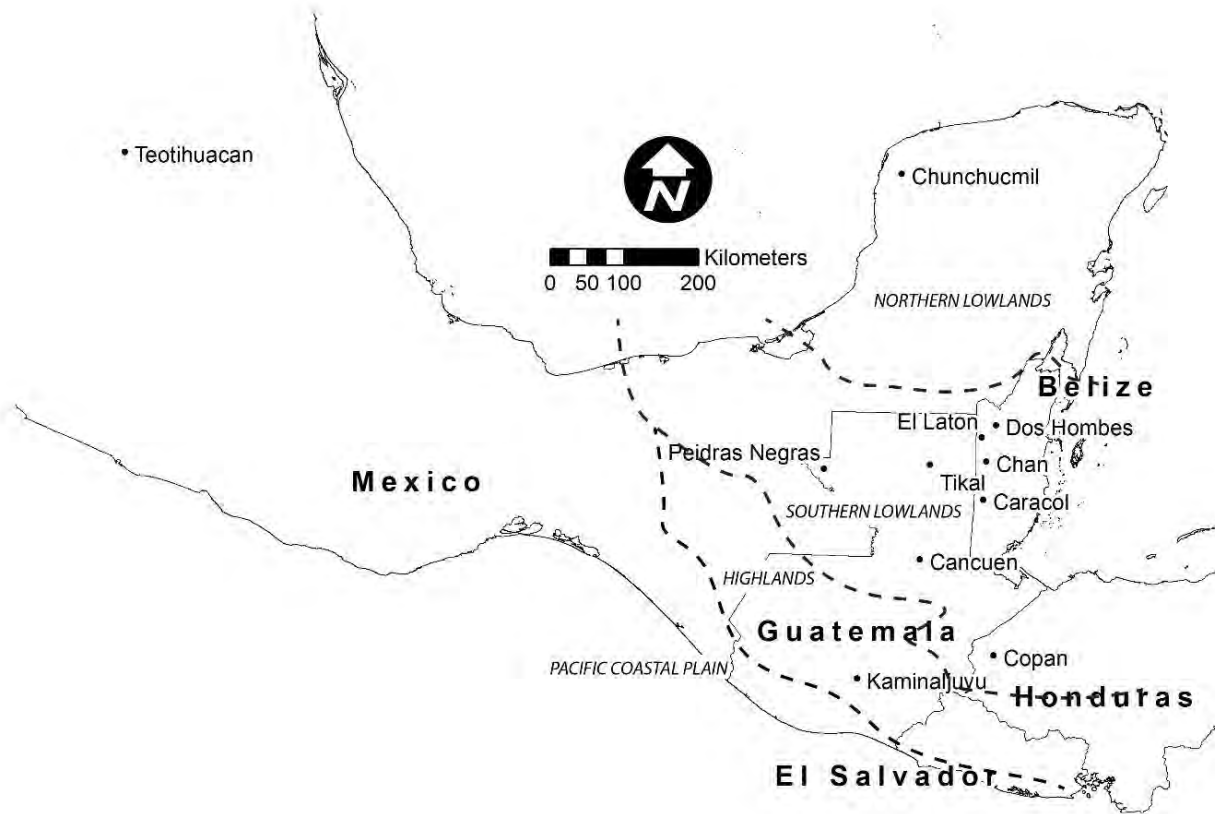 Teotihuacan
N
Chunchucmil
Kilometers
0 50 100 200
NORTHERN LOWLANDS
Belize
El Laton
Dos Hombes
Peidras Negras
Chan
Mexico
Tikal
Caracol
SOUTHERN LOWLANDS
Cancuen
HIGHLANDS
Guatemala
Copan
PACIFIC COASTAL PLAIN
Kaminaljuyu
Honduras
El Salvador